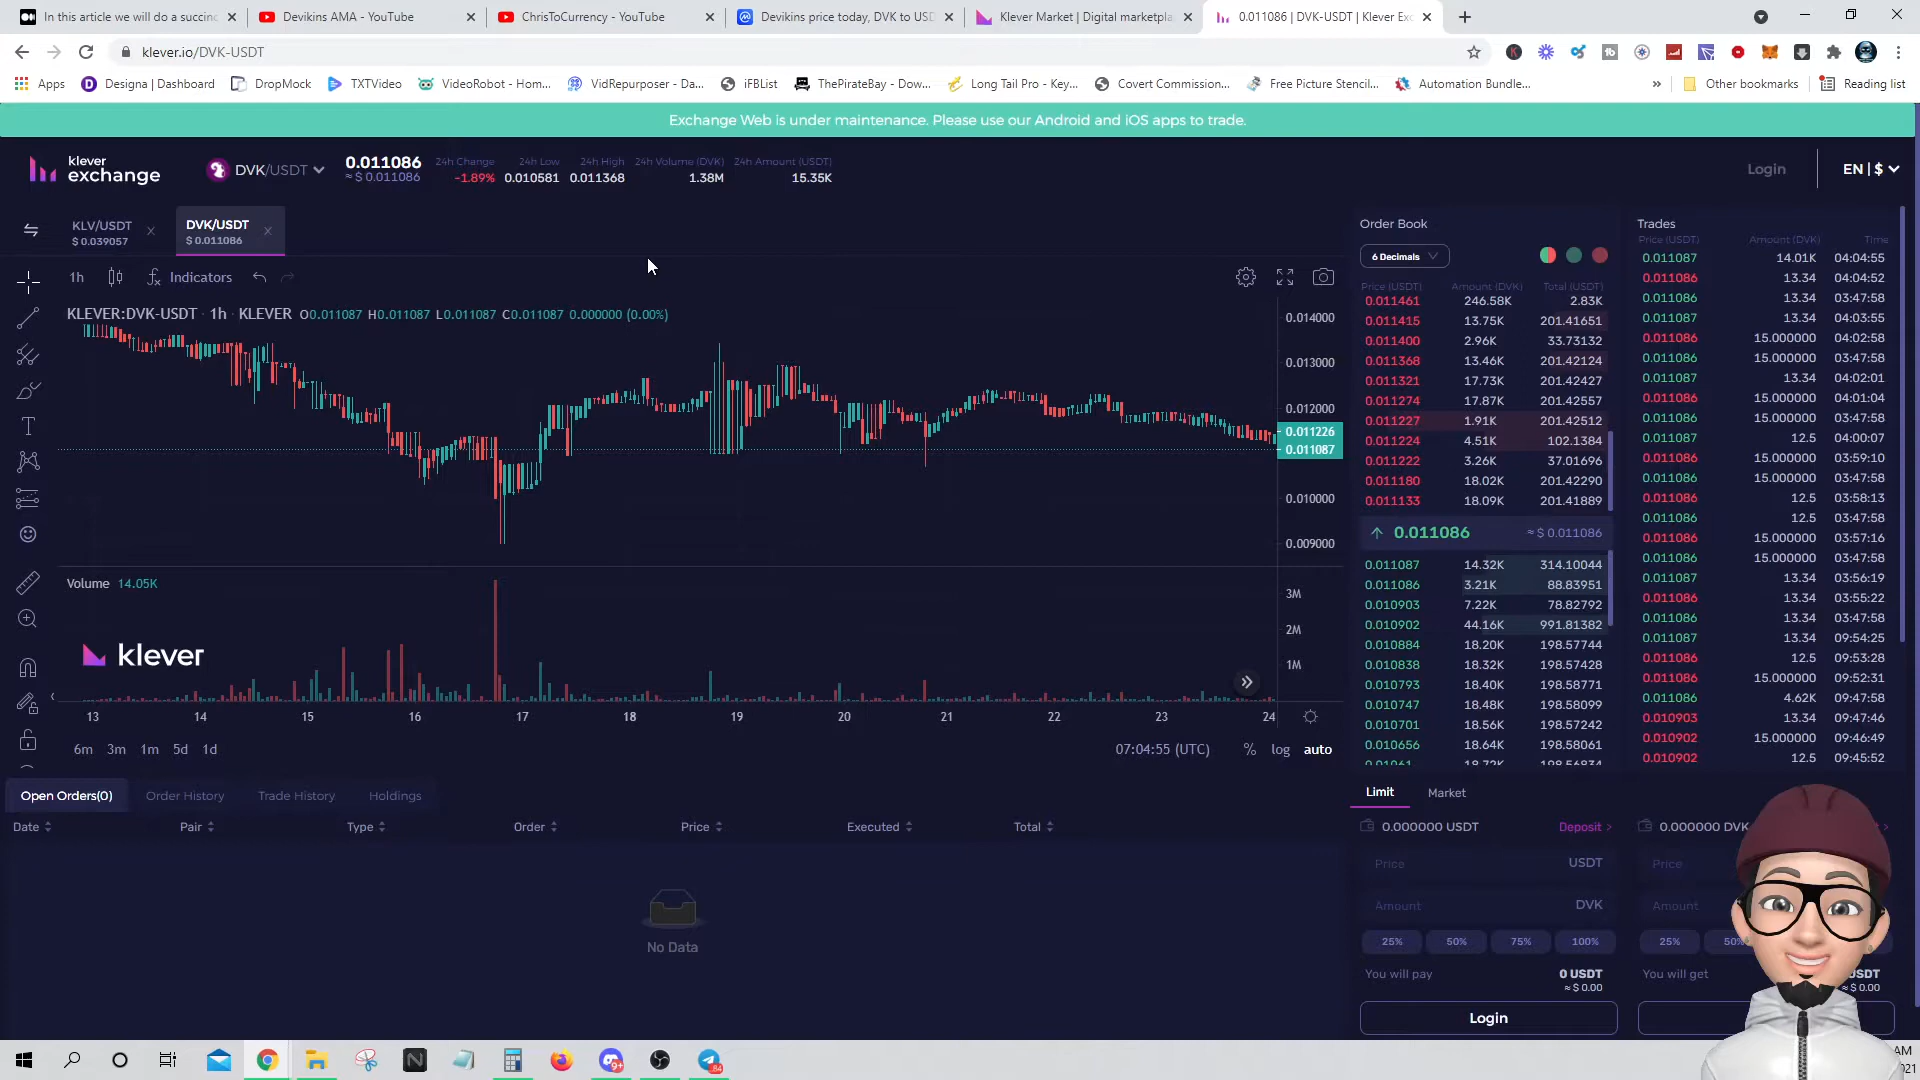 In this article we will do a succinc
Devikins AMA - YouTube
ChrisToCurrency - YouTube
Devikins price today, DVK to USD
Klever Market | Digital marketpla
0.011086 | DVK-USDT | Klever Exc
klever.io/DVK-USDT
Apps
Designa | Dashboard
DropMock
TXTVideo
VideoRobot - Hom...
VidRepurposer - Da...
iFBList
ThePirateBay - Dow...
Long Tail Pro - Key...
Covert Commission...
Free Picture Stencil...
Automation Bundle...
»
Other bookmarks
Reading list
Exchange Web is under maintenance. Please use our Android and iOS apps to trade.
klever
exchange
DVK/USDT
0.011086
≈ $ 0.011086
24h Change
-1.89%
24h Low
0.010581
24h High
0.011368
24h Volume (DVK)
1.38M
24h Amount (USDT)
15.35K
Login
EN | $
KLV/USDT
$ 0.039057
DVK/USDT
$ 0.011086
1h
Indicators
KLEVER:DVK-USDT · 1h · KLEVER O0.011087 H0.011087 L0.011087 C0.011087 0.000000 (0.00%)
0.014000
0.013000
0.012000
0.011226
0.011087
0.010000
0.009000
Volume 14.05K
3M
2M
1M
klever
13 14 15 16 17 18 19 20 21 22 23 24
6m 3m 1m 5d 1d
07:04:55 (UTC)
% log auto
Order Book
6 Decimals
Price (USDT) Amount (DVK) Total (USDT)
0.011461 246.58K 2.83K
0.011415 13.75K 201.41651
0.011400 2.96K 33.73132
0.011368 13.46K 201.42124
0.011321 17.73K 201.42427
0.011274 17.87K 201.42557
0.011227 1.91K 201.42512
0.011224 4.51K 102.1384
0.011222 3.26K 37.01696
0.011180 18.02K 201.42290
0.011133 18.09K 201.41889
0.011086 ≈ $ 0.011086
0.011087 14.32K 314.10044
0.011086 3.21K 88.83951
0.010903 7.22K 78.82792
0.010902 44.16K 991.81382
0.010884 18.20K 198.57744
0.010838 18.32K 198.57428
0.010793 18.40K 198.58771
0.010747 18.48K 198.58099
0.010701 18.56K 198.57242
0.010656 18.64K 198.58061
Trades
Price (USDT) Amount (DVK) Time
0.011087 14.01K 04:04:55
0.011086 13.34 04:04:52
0.011086 13.34 03:47:58
0.011087 13.34 04:03:55
0.011086 15.000000 04:02:58
0.011086 15.000000 03:47:58
0.011087 13.34 04:02:01
0.011086 15.000000 04:01:04
0.011086 15.000000 03:47:58
0.011087 12.5 04:00:07
0.011086 15.000000 03:59:10
0.011086 15.000000 03:47:58
0.011086 12.5 03:58:13
0.011086 12.5 03:47:58
0.011086 15.000000 03:57:16
0.011086 15.000000 03:47:58
0.011087 13.34 03:56:19
0.011086 13.34 03:55:22
0.011086 13.34 03:47:58
0.011087 13.34 09:54:25
0.011086 12.5 09:53:28
0.011086 15.000000 09:52:31
0.011086 4.62K 09:47:58
0.010903 13.34 09:47:46
0.010902 15.000000 09:46:49
0.010902 12.5 09:45:52
Open Orders(0)
Order History
Trade History
Holdings
Date Pair Type Order Price Executed Total
No Data
Limit Market
0.000000 USDT Deposit >
Price USDT
Amount DVK
25% 50% 75% 100%
You will pay 0 USDT
≈ $ 0.00
Login
0.000000 DVK
Price
Amount
25% 50%
You will get USDT
≈ $ 0.00
84
AM